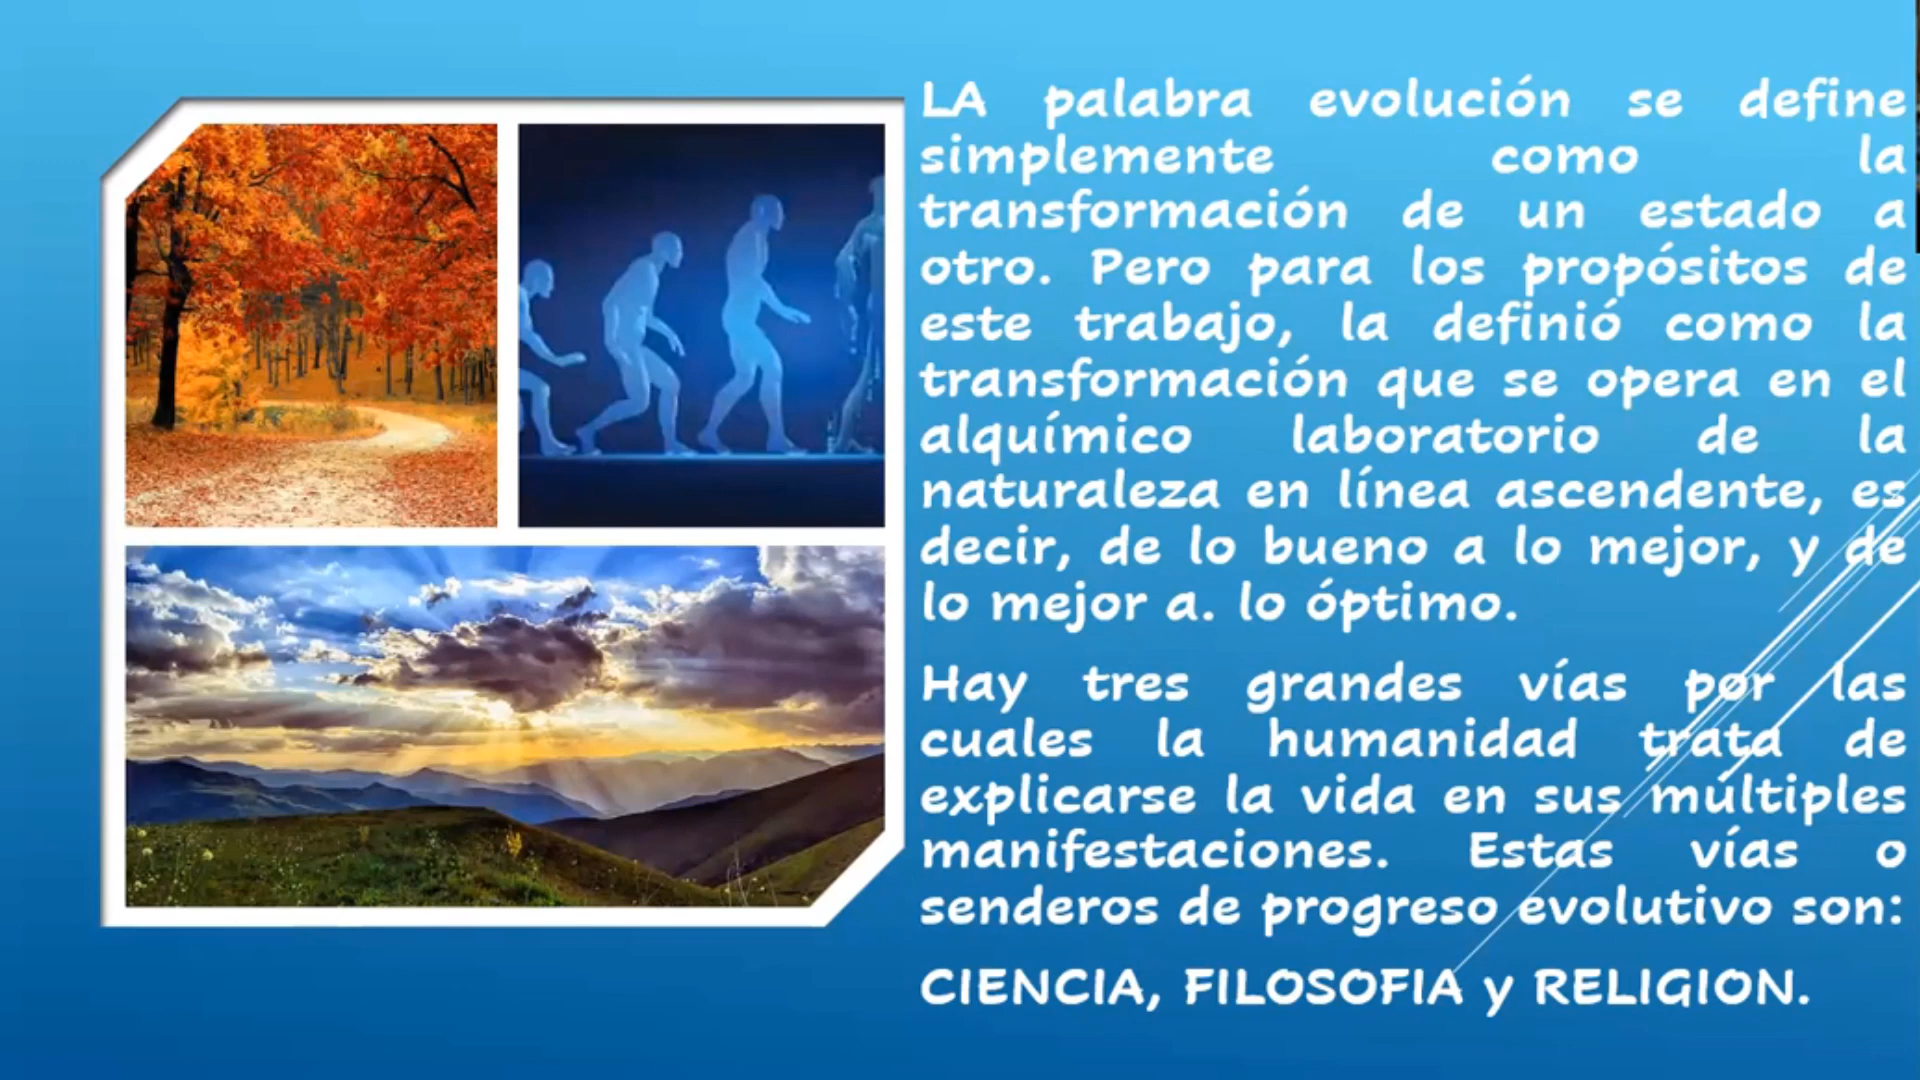 LA palabra evolución se define
simplemente como la
transformación de un estado a
otro. Pero para los propósitos de
este trabajo, la definió como la
transformación que se opera en el
alquímico laboratorio de la
naturaleza en línea ascendente, es
decir, de lo bueno a lo mejor, y de
lo mejor a. lo óptimo.
Hay tres grandes vías por las
cuales la humanidad trata de
explicarse la vida en sus múltiples
manifestaciones. Estas vías o
senderos de progreso evolutivo son:
CIENCIA, FILOSOFIA y RELIGION.